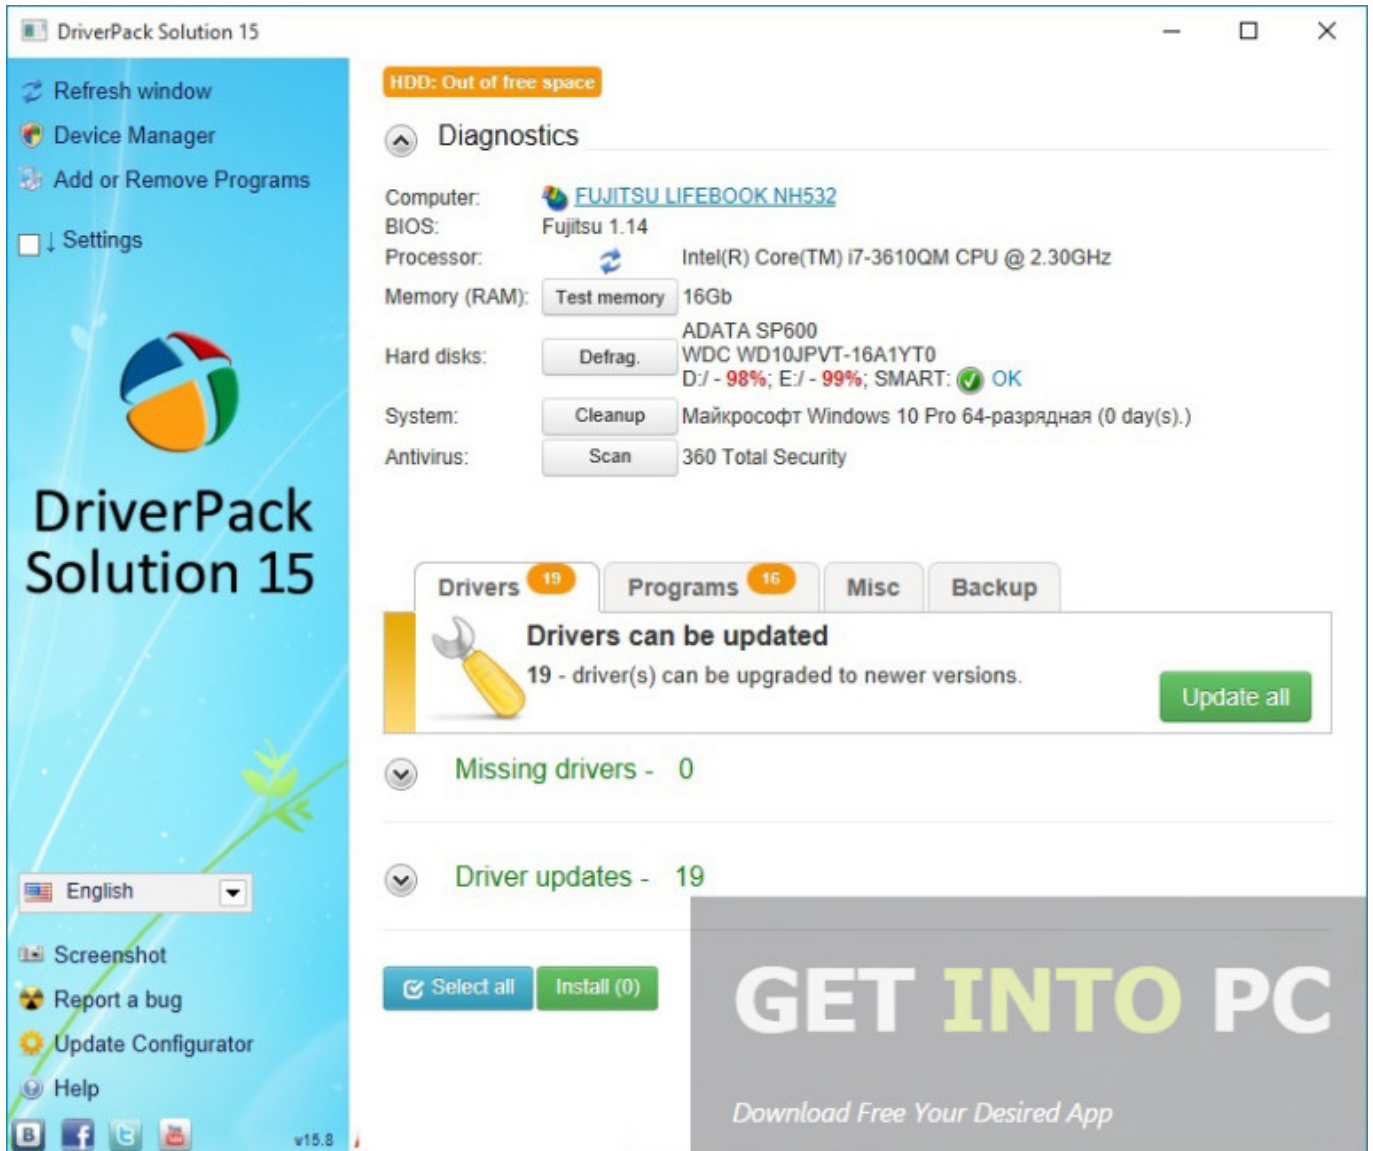 DriverPack Solution 15
Refresh window
Device Manager
Add or Remove Programs
↓ Settings
DriverPack
Solution 15
English
Screenshot
Report a bug
Update Configurator
Help
v15.8
HDD: Out of free space
Diagnostics
Computer: FUJITSU LIFEBOOK NH532
BIOS: Fujitsu 1.14
Processor: Intel(R) Core(TM) i7-3610QM CPU @ 2.30GHz
Memory (RAM): Test memory 16Gb
ADATA SP600
Hard disks: Defrag. WDC WD10JPVT-16A1YT0
D:/ - 98%; E:/ - 99%; SMART: OK
System: Cleanup Майкрософт Windows 10 Pro 64-разрядная (0 day(s).)
Antivirus: Scan 360 Total Security
Drivers 19 Programs 16 Misc Backup
Drivers can be updated
19 - driver(s) can be upgraded to newer versions.
Update all
Missing drivers - 0
Driver updates - 19
Select all Install (0)
GET INTO PC
Download Free Your Desired App